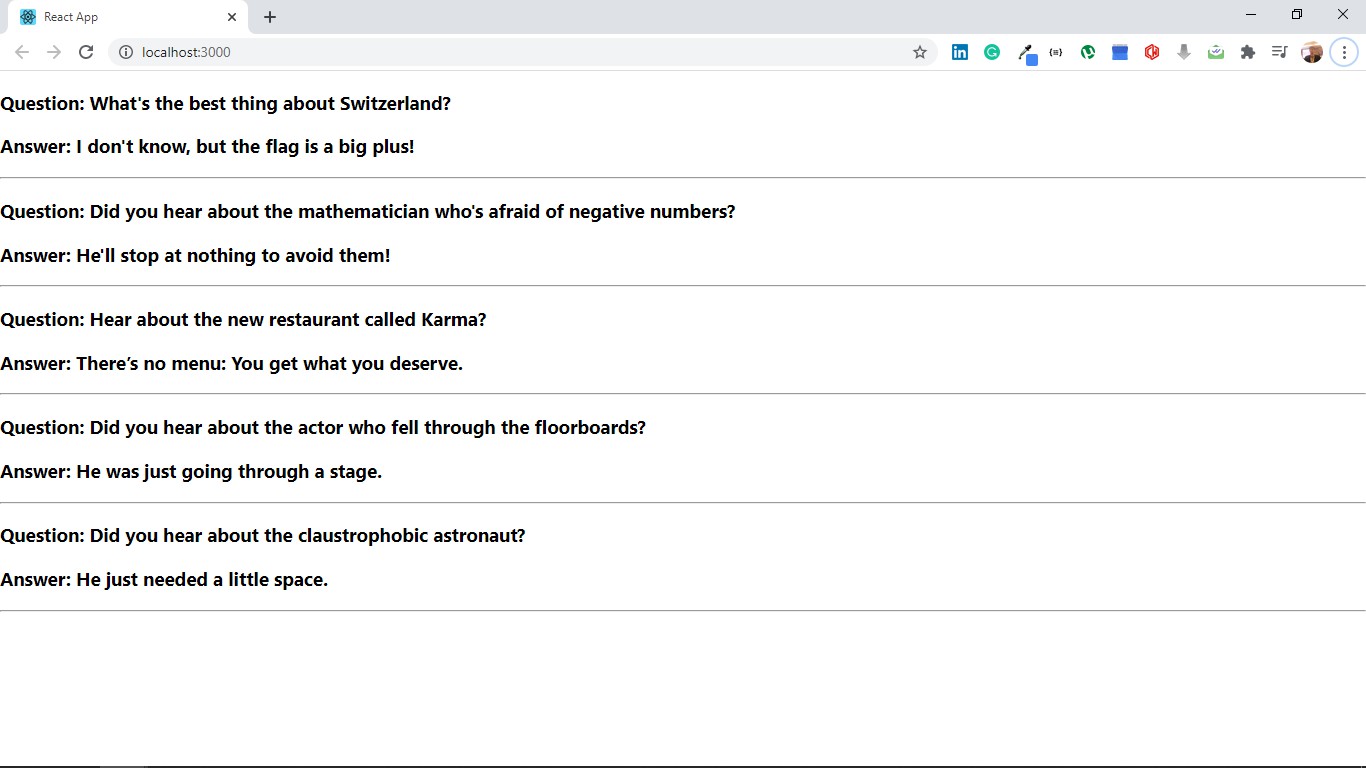 React App
localhost:3000
Question: What's the best thing about Switzerland?
Answer: I don't know, but the flag is a big plus!
Question: Did you hear about the mathematician who's afraid of negative numbers?
Answer: He'll stop at nothing to avoid them!
Question: Hear about the new restaurant called Karma?
Answer: There’s no menu: You get what you deserve.
Question: Did you hear about the actor who fell through the floorboards?
Answer: He was just going through a stage.
Question: Did you hear about the claustrophobic astronaut?
Answer: He just needed a little space.